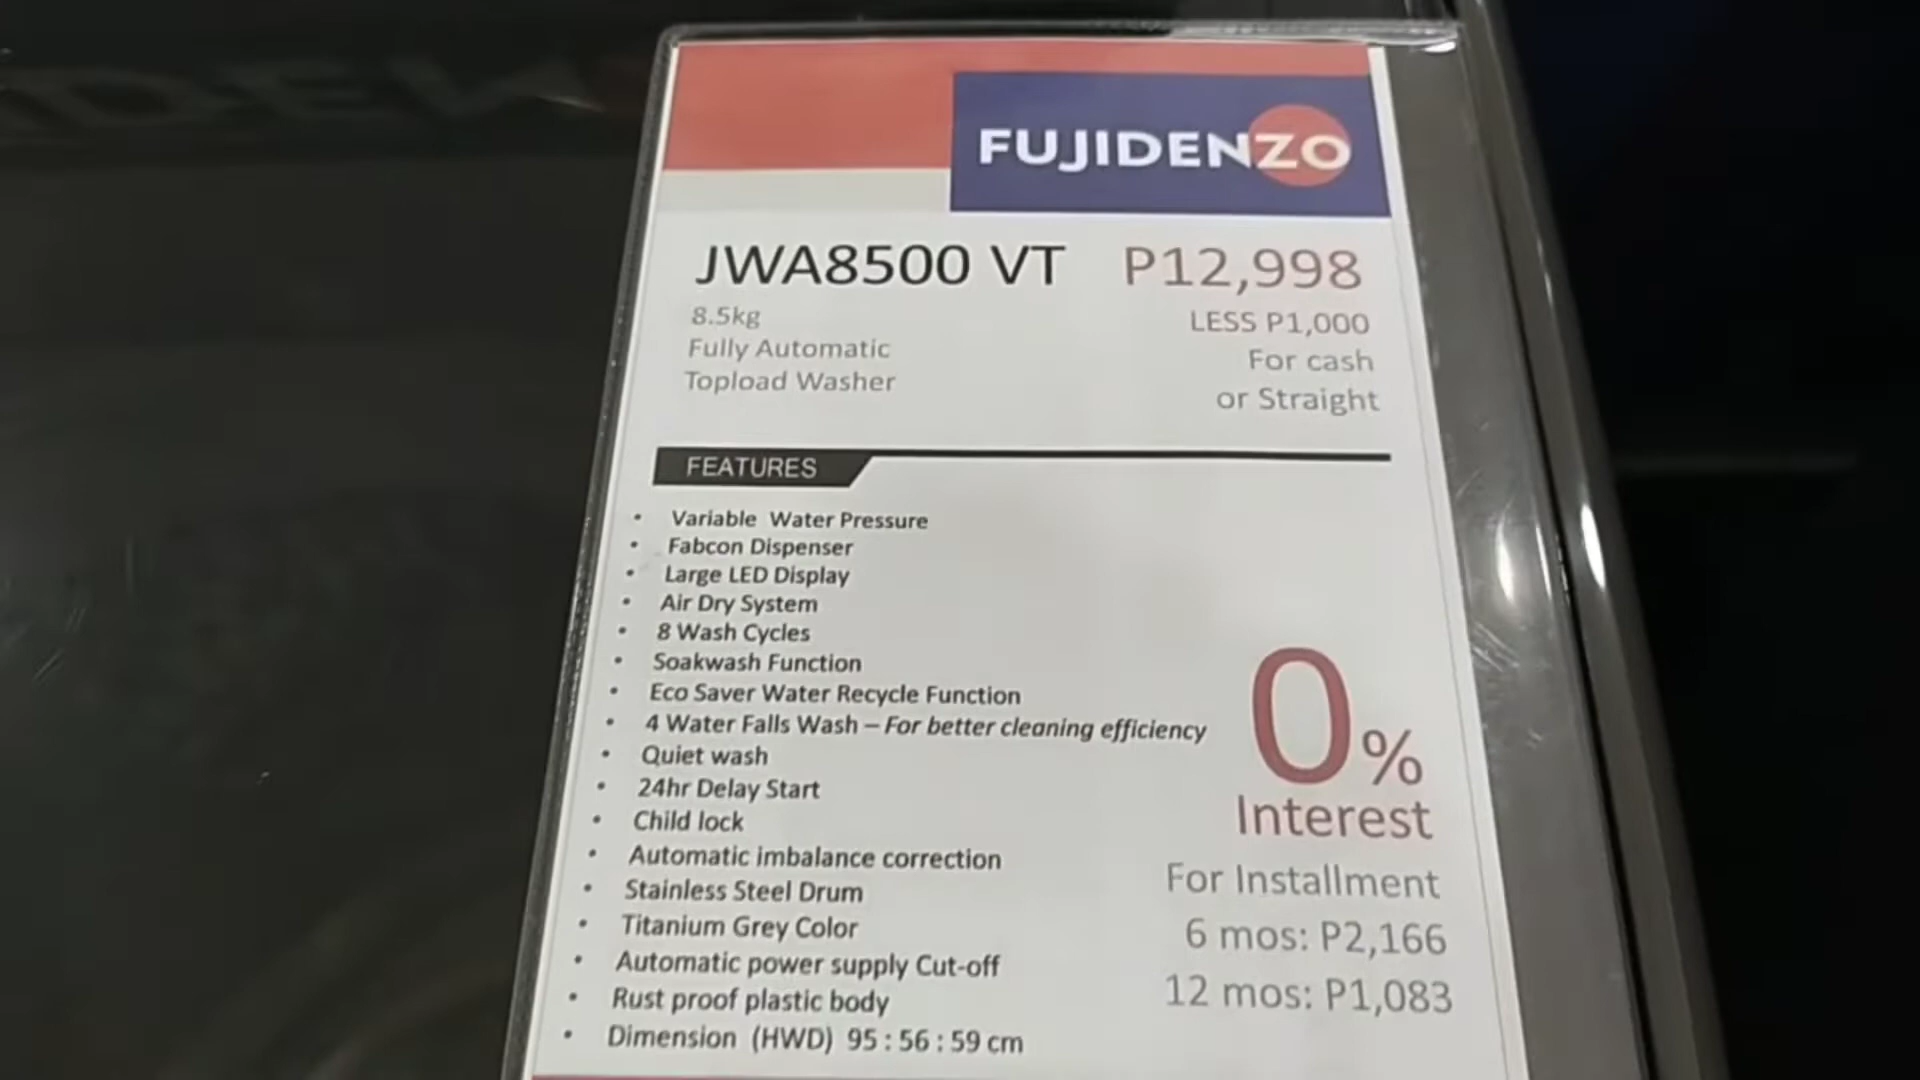 FUJIDENZO
JWA8500 VT P12,998
8.5kg
Fully Automatic
Topload Washer
LESS P1,000
For cash
or Straight
FEATURES
• Variable Water Pressure
• Fabcon Dispenser
• Large LED Display
• Air Dry System
• 8 Wash Cycles
• Soakwash Function
• Eco Saver Water Recycle Function
• 4 Water Falls Wash – For better cleaning efficiency
• Quiet wash
• 24hr Delay Start
• Child lock
• Automatic imbalance correction
• Stainless Steel Drum
• Titanium Grey Color
• Automatic power supply Cut-off
• Rust proof plastic body
• Dimension (HWD) 95 : 56 : 59 cm
0%
Interest
For Installment
6 mos: P2,166
12 mos: P1,083